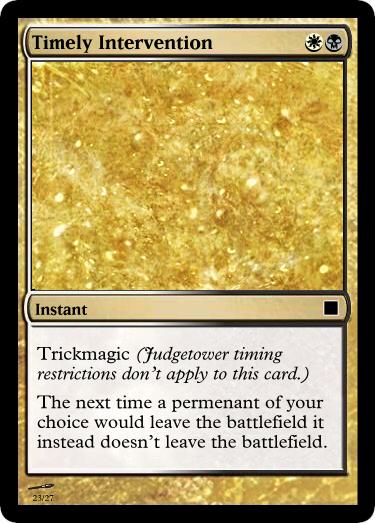 Timely Intervention
Instant
Trickmagic (Judgetower timing
restrictions don't apply to this card.)
The next time a permenant of your
choice would leave the battlefield it
instead doesn't leave the battlefield.
23/27